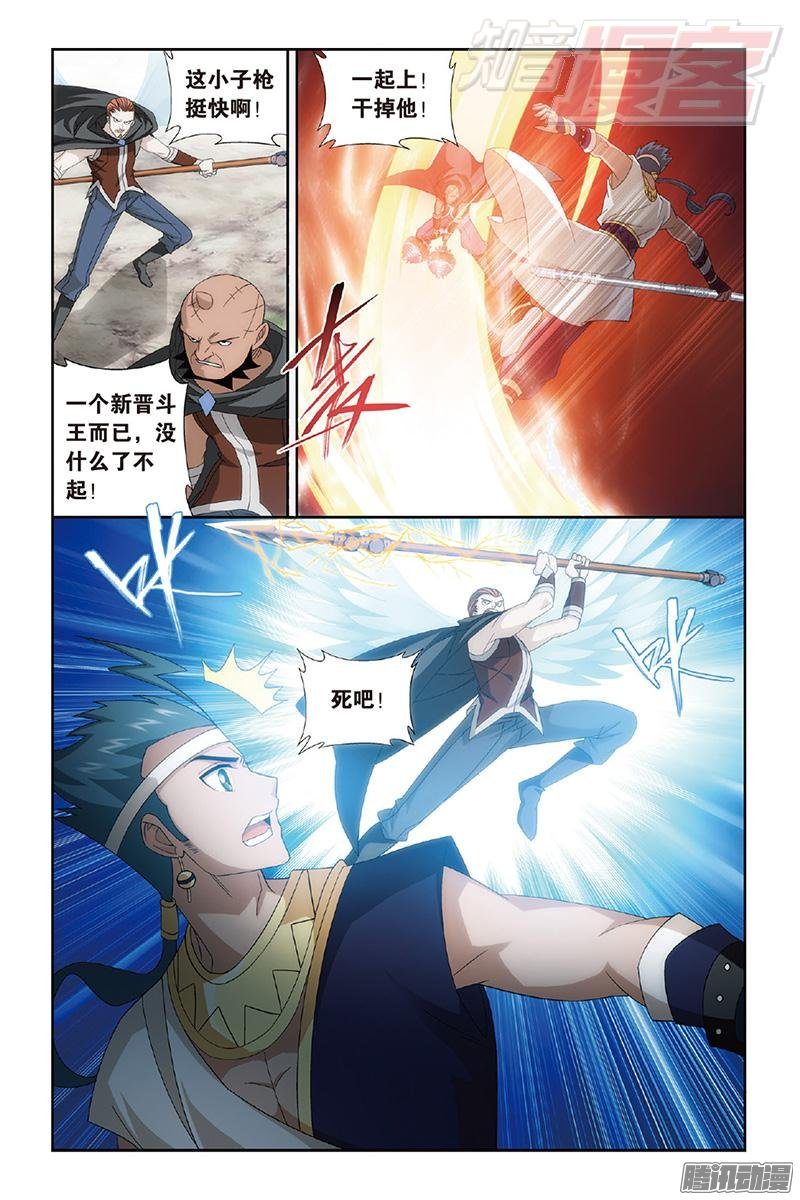 知音漫客
这小子枪
挺快啊！
一个新晋斗
王而已，没
什么了不
起！
一起上！
干掉他！
死吧！
腾讯动漫